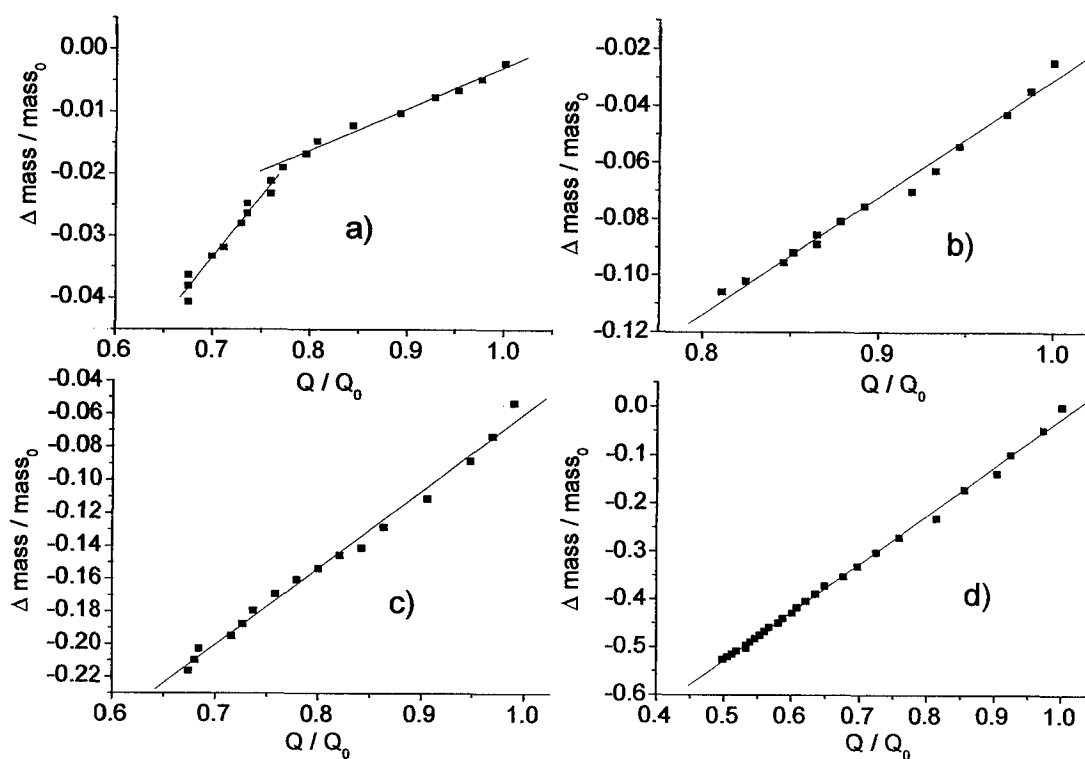 0.00
-0.01
-0.02
-0.03
-0.04
Δ mass / mass0
a)
0.6 0.7 0.8 0.9 1.0
Q / Q0
-0.02
-0.04
-0.06
-0.08
-0.10
-0.12
Δ mass / mass0
b)
0.8 0.9 1.0
Q / Q0
-0.04
-0.06
-0.08
-0.10
-0.12
-0.14
-0.16
-0.18
-0.20
-0.22
Δ mass / mass0
c)
0.6 0.7 0.8 0.9 1.0
Q / Q0
0.0
-0.1
-0.2
-0.3
-0.4
-0.5
-0.6
Δ mass / mass0
d)
0.4 0.5 0.6 0.7 0.8 0.9 1.0
Q / Q0